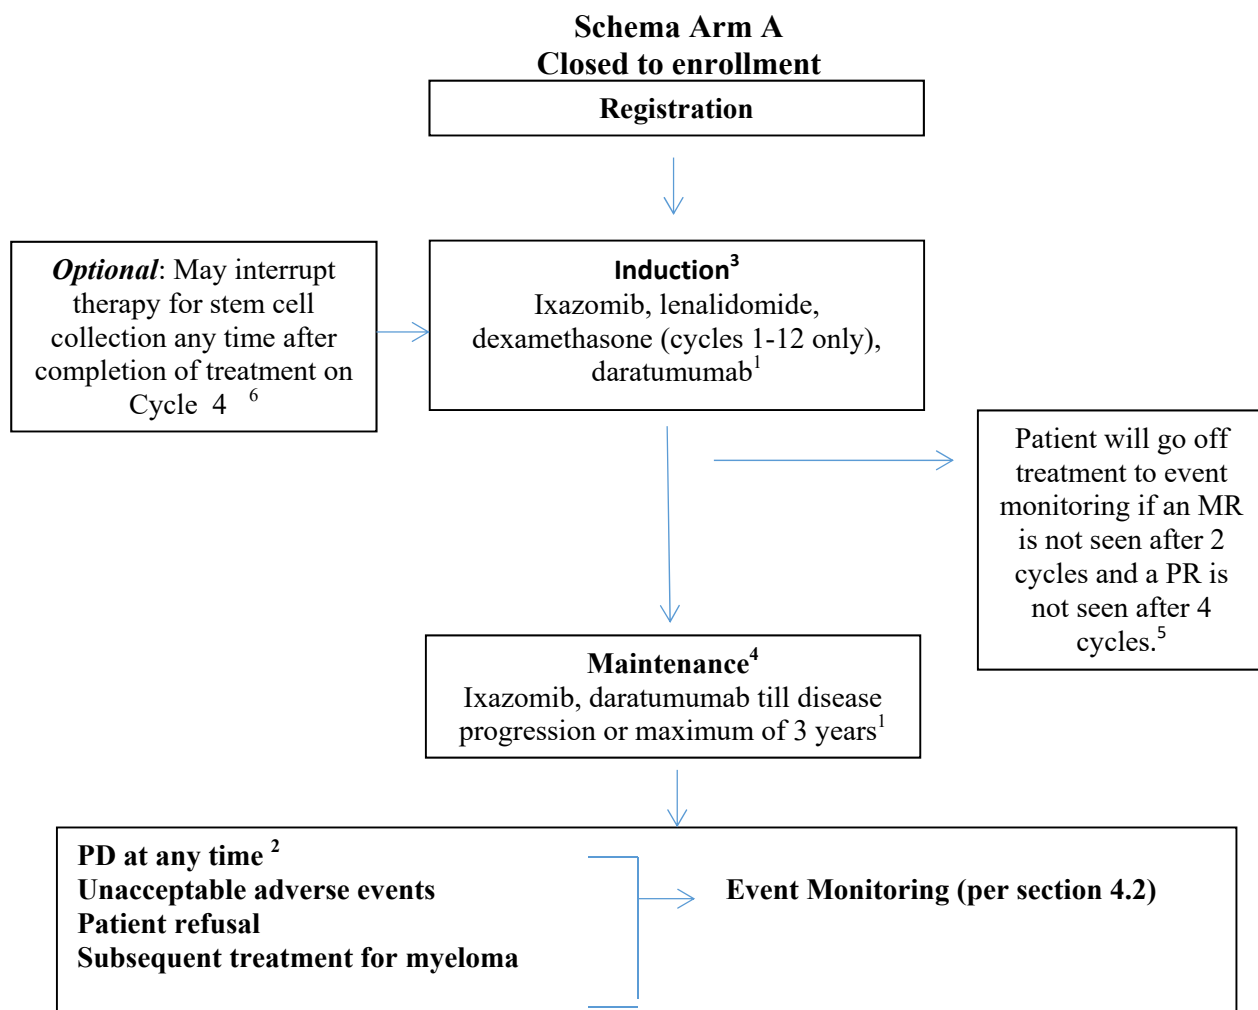 Schema Arm A
Closed to enrollment
Registration
Optional: May interrupt
therapy for stem cell
collection any time after
completion of treatment on
Cycle 4 6
Induction3
Ixazomib, lenalidomide,
dexamethasone (cycles 1-12 only),
daratumumab1
Patient will go off
treatment to event
monitoring if an MR
is not seen after 2
cycles and a PR is
not seen after 4
cycles.5
Maintenance4
Ixazomib, daratumumab till disease
progression or maximum of 3 years1
PD at any time 2
Unacceptable adverse events
Patient refusal
Subsequent treatment for myeloma
Event Monitoring (per section 4.2)